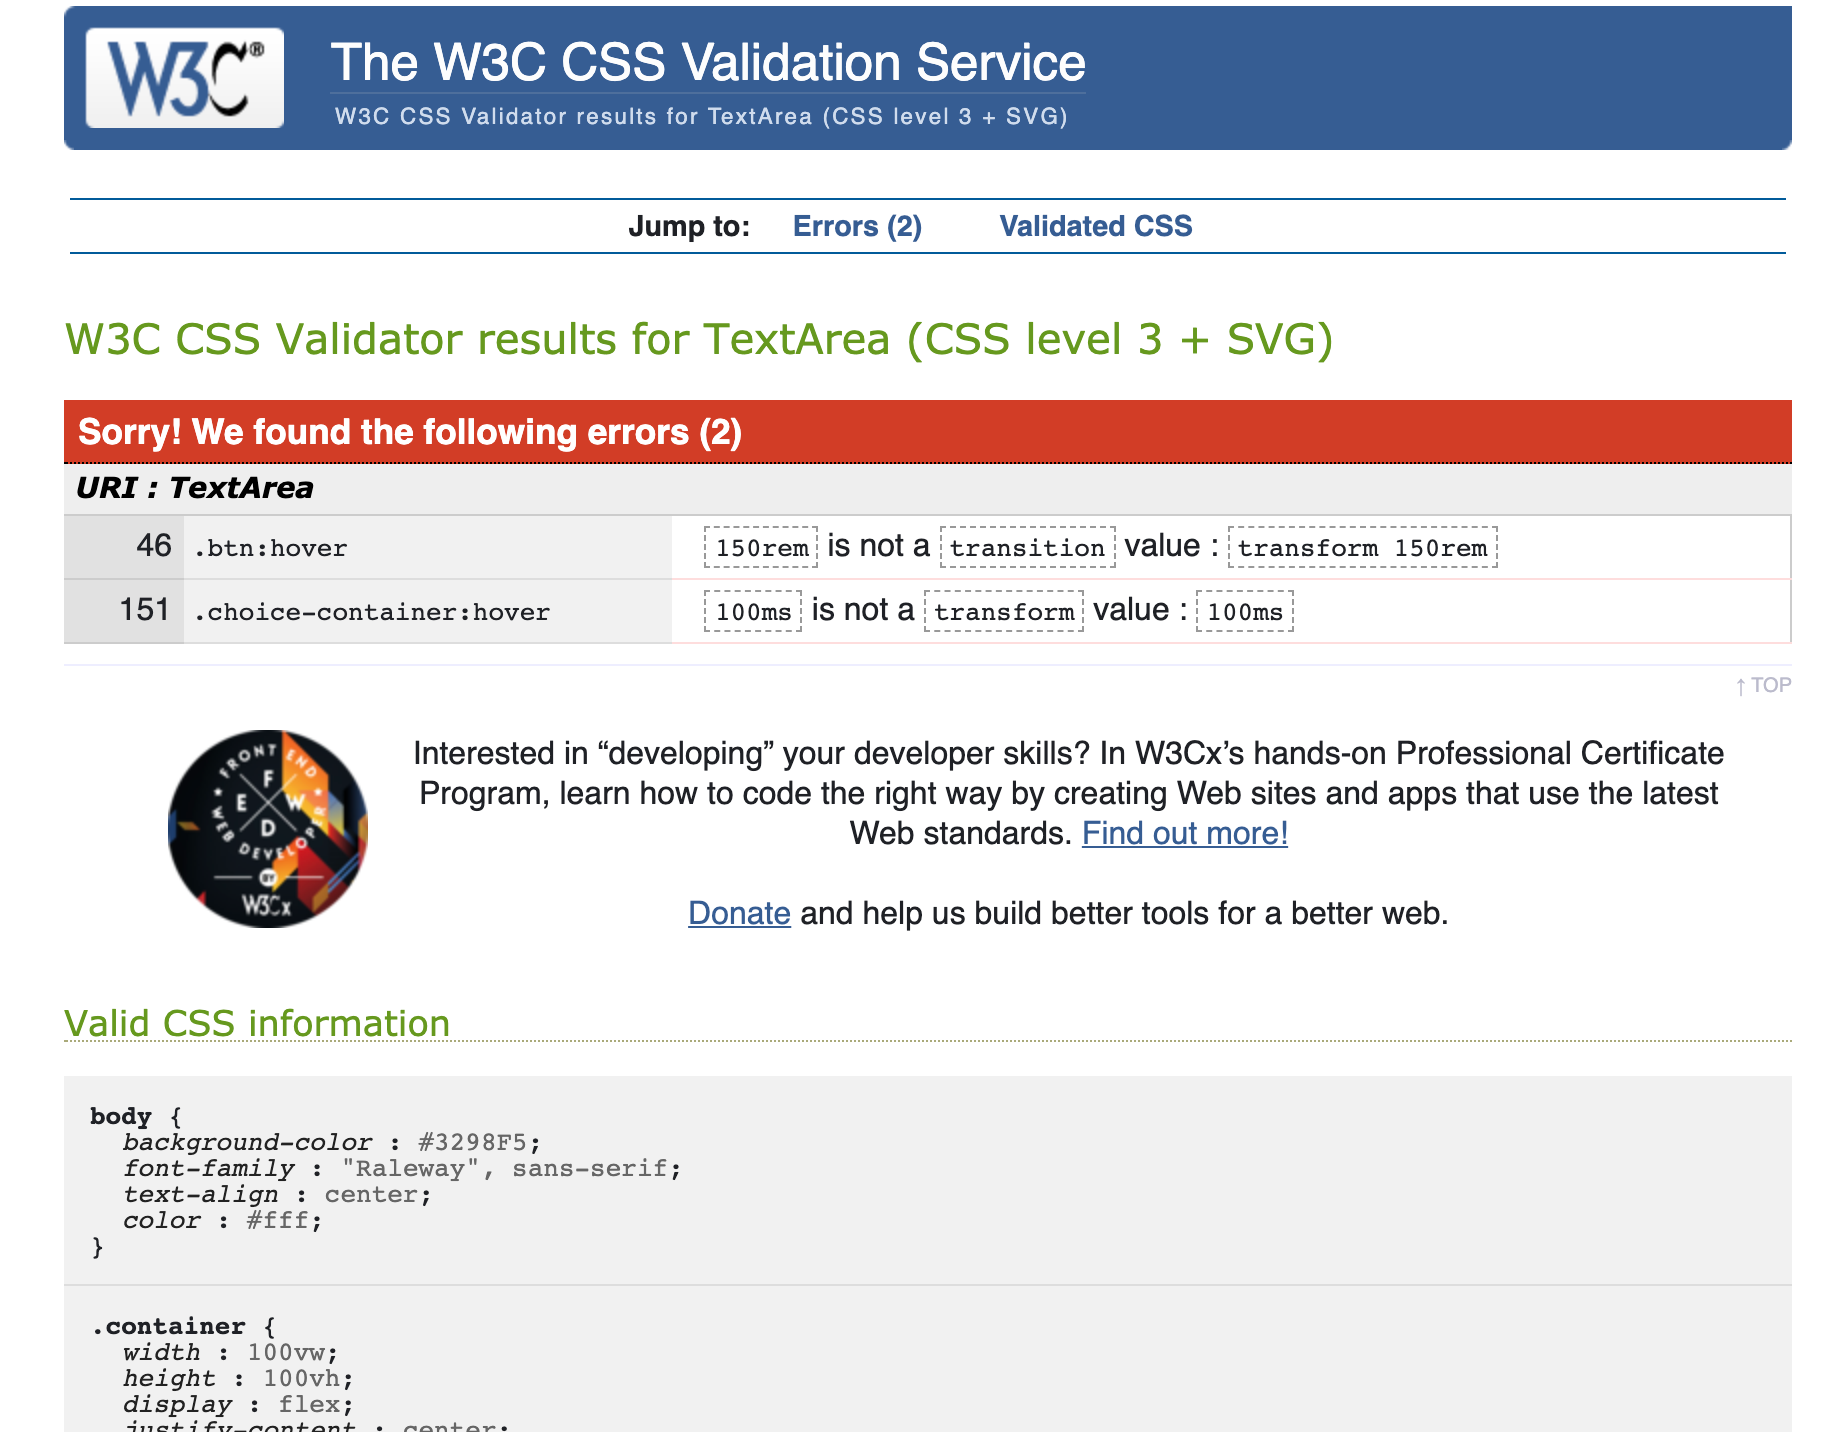 W3C®
The W3C CSS Validation Service
W3C CSS Validator results for TextArea (CSS level 3 + SVG)
Jump to: Errors (2) Validated CSS
W3C CSS Validator results for TextArea (CSS level 3 + SVG)
Sorry! We found the following errors (2)
URI : TextArea
46 .btn:hover 150rem is not a transition value : transform 150rem
151 .choice-container:hover 100ms is not a transform value : 100ms
↑ TOP
FRONT END
F E W D
WEB DEVELOPER
BY
W3Cx
Interested in “developing” your developer skills? In W3Cx’s hands-on Professional Certificate
Program, learn how to code the right way by creating Web sites and apps that use the latest
Web standards. Find out more!
Donate and help us build better tools for a better web.
Valid CSS information
body {
background-color : #3298F5;
font-family : "Raleway", sans-serif;
text-align : center;
color : #fff;
}
.container {
width : 100vw;
height : 100vh;
display : flex;
justify-content : center;